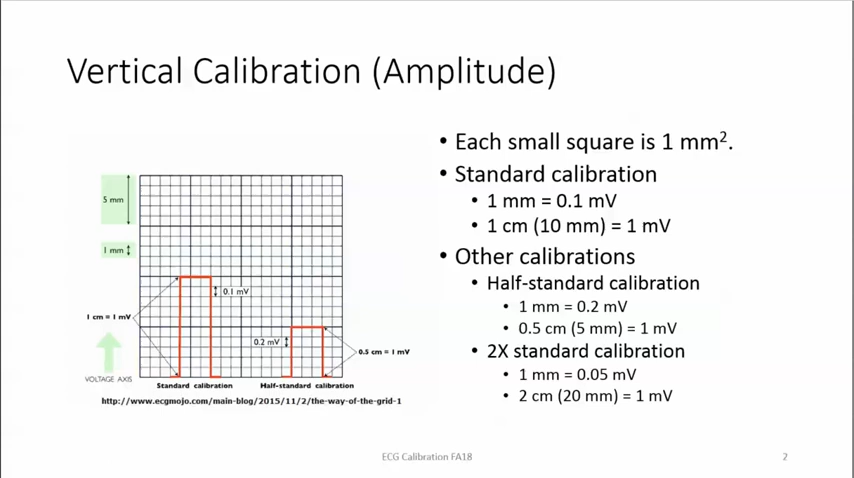 Vertical Calibration (Amplitude)
5 mm
1 mm
0.1 mV
1 cm = 1 mV
0.2 mV
0.5 cm = 1 mV
VOLTAGE AXIS
Standard calibration
Half-standard calibration
http://www.ecgmojo.com/main-blog/2015/11/2/the-way-of-the-grid-1
• Each small square is 1 mm².
• Standard calibration
• 1 mm = 0.1 mV
• 1 cm (10 mm) = 1 mV
• Other calibrations
• Half-standard calibration
• 1 mm = 0.2 mV
• 0.5 cm (5 mm) = 1 mV
• 2X standard calibration
• 1 mm = 0.05 mV
• 2 cm (20 mm) = 1 mV
ECG Calibration FA18
2